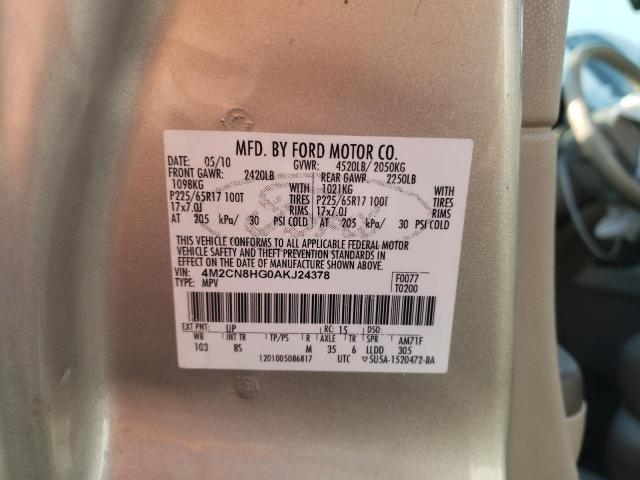 MFD. BY FORD MOTOR CO.
DATE: 05/10 GVWR: 4520LB/ 2050KG
FRONT GAWR: 2420LB REAR GAWR: 2250LB
1098KG WITH 1021KG WITH
P225/65R17 100T TIRES P225/65R17 100T TIRES
17x7.0J RIMS 17x7.0J RIMS
AT 205 kPa/ 30 PSI COLD AT 205 kPa/ 30 PSI COLD
THIS VEHICLE CONFORMS TO ALL APPLICABLE FEDERAL MOTOR
VEHICLE SAFETY AND THEFT PREVENTION STANDARDS IN
EFFECT ON THE DATE OF MANUFACTURE SHOWN ABOVE.
VIN: 4M2CN8HG0AKJ24378 F0077
TYPE: MPV T0200
EXT PNT: UP RC: 15 DSO:
WB INT TR TP/PS R AXLE TR SPR AM71F
103 8S M 35 6 LLDD 305
1201005086817 UTC 5U5A-1520472-BA